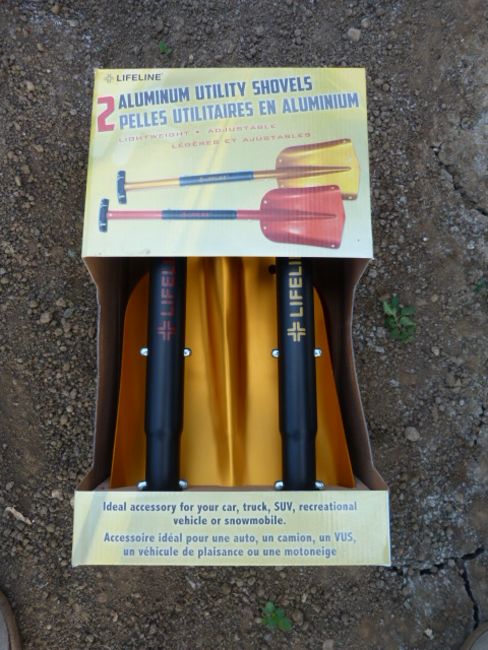 LIFELINE
2 ALUMINUM UTILITY SHOVELS
PELLES UTILITAIRES EN ALUMINIUM
LIGHTWEIGHT • ADJUSTABLE
LÉGÈRES ET AJUSTABLES
LIFELINE
LIFELINE
Ideal accessory for your car, truck, SUV, recreational
vehicle or snowmobile.
Accessoire idéal pour une auto, un camion, un VUS,
un véhicule de plaisance ou une motoneige